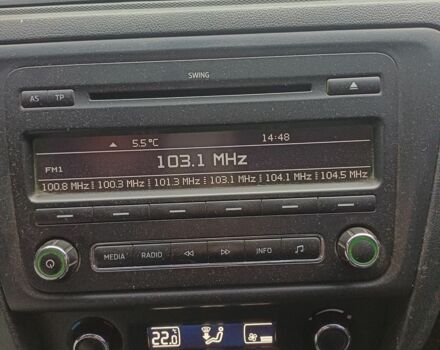 SWING
AS TP
5.5°C 14:48
FM1 103.1 MHz
100.8 MHz 100.3 MHz 101.3 MHz 103.1 MHz 104.1 MHz 104.5 MHz
MEDIA RADIO INFO
22.0